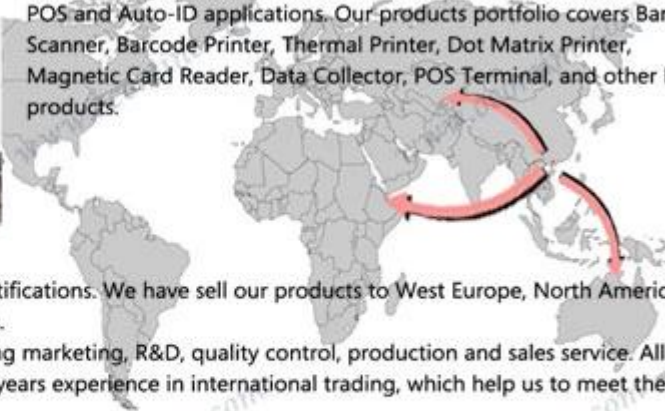 POS and Auto-ID applications. Our products portfolio covers Bar
Scanner, Barcode Printer, Thermal Printer, Dot Matrix Printer,
Magnetic Card Reader, Data Collector, POS Terminal, and other
products.
tifications. We have sell our products to West Europe, North Americ
ng marketing, R&D, quality control, production and sales service. All
years experience in international trading, which help us to meet the